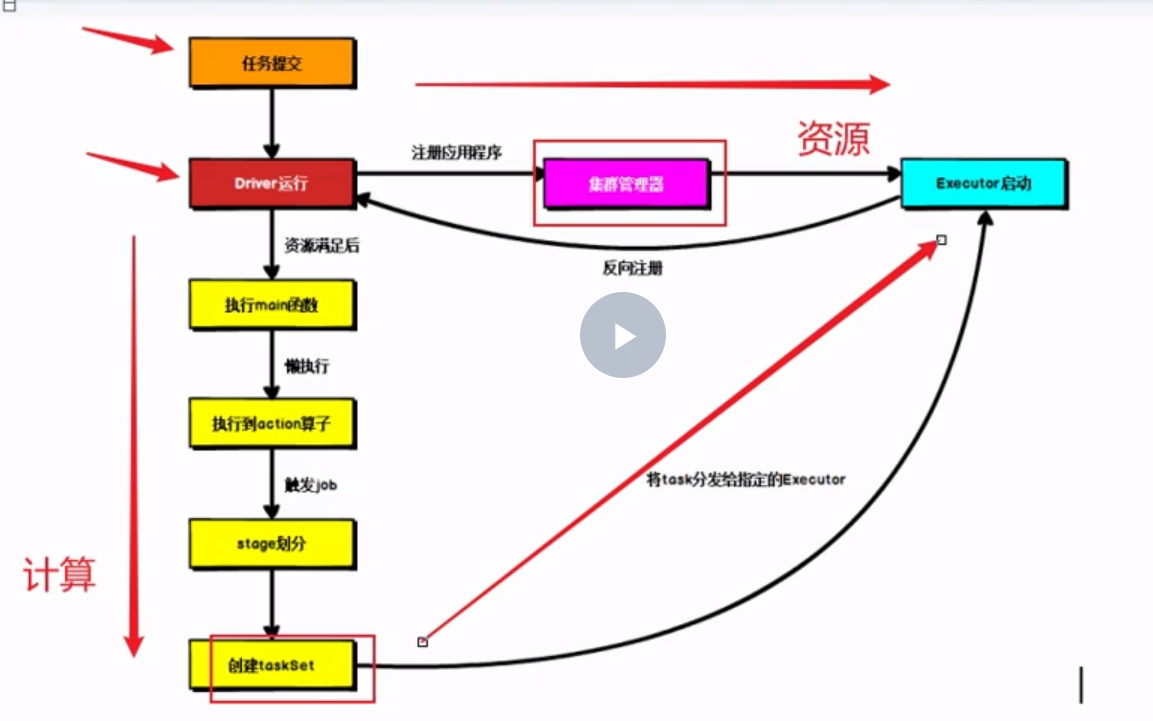 任务提交
资源
注册应用程序
Driver运行
集群管理器
Executor启动
资源满足后
反向注册
执行main函数
懒执行
执行到action算子
将task分发给指定的Executor
触发job
stage划分
计算
创建taskSet